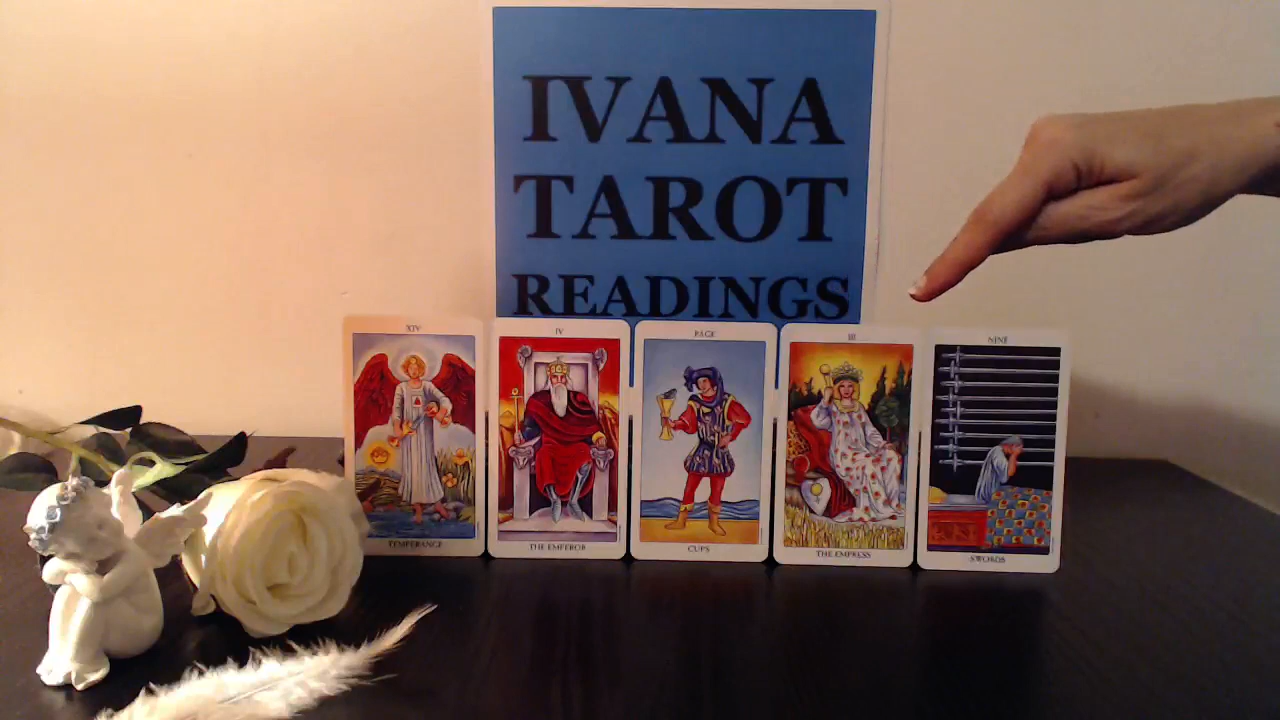 IVANA
TAROT
READINGS
XIV
TEMPERANCE
IV
THE EMPEROR
PAGE
CUPS
III
THE EMPRESS
NINE
SWORDS